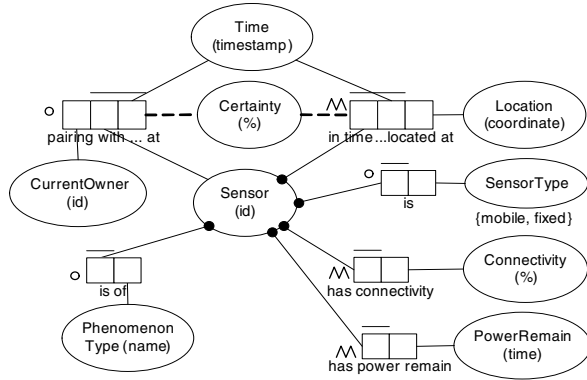 Time
(timestamp)
Certainty
(%)
pairing with ... at
in time ...located at
Location
(coordinate)
CurrentOwner
(id)
Sensor
(id)
is
SensorType
(id)
{mobile, fixed}
is of
has connectivity
Connectivity
(%)
Phenomenon
Type (name)
has power remain
PowerRemain
(time)